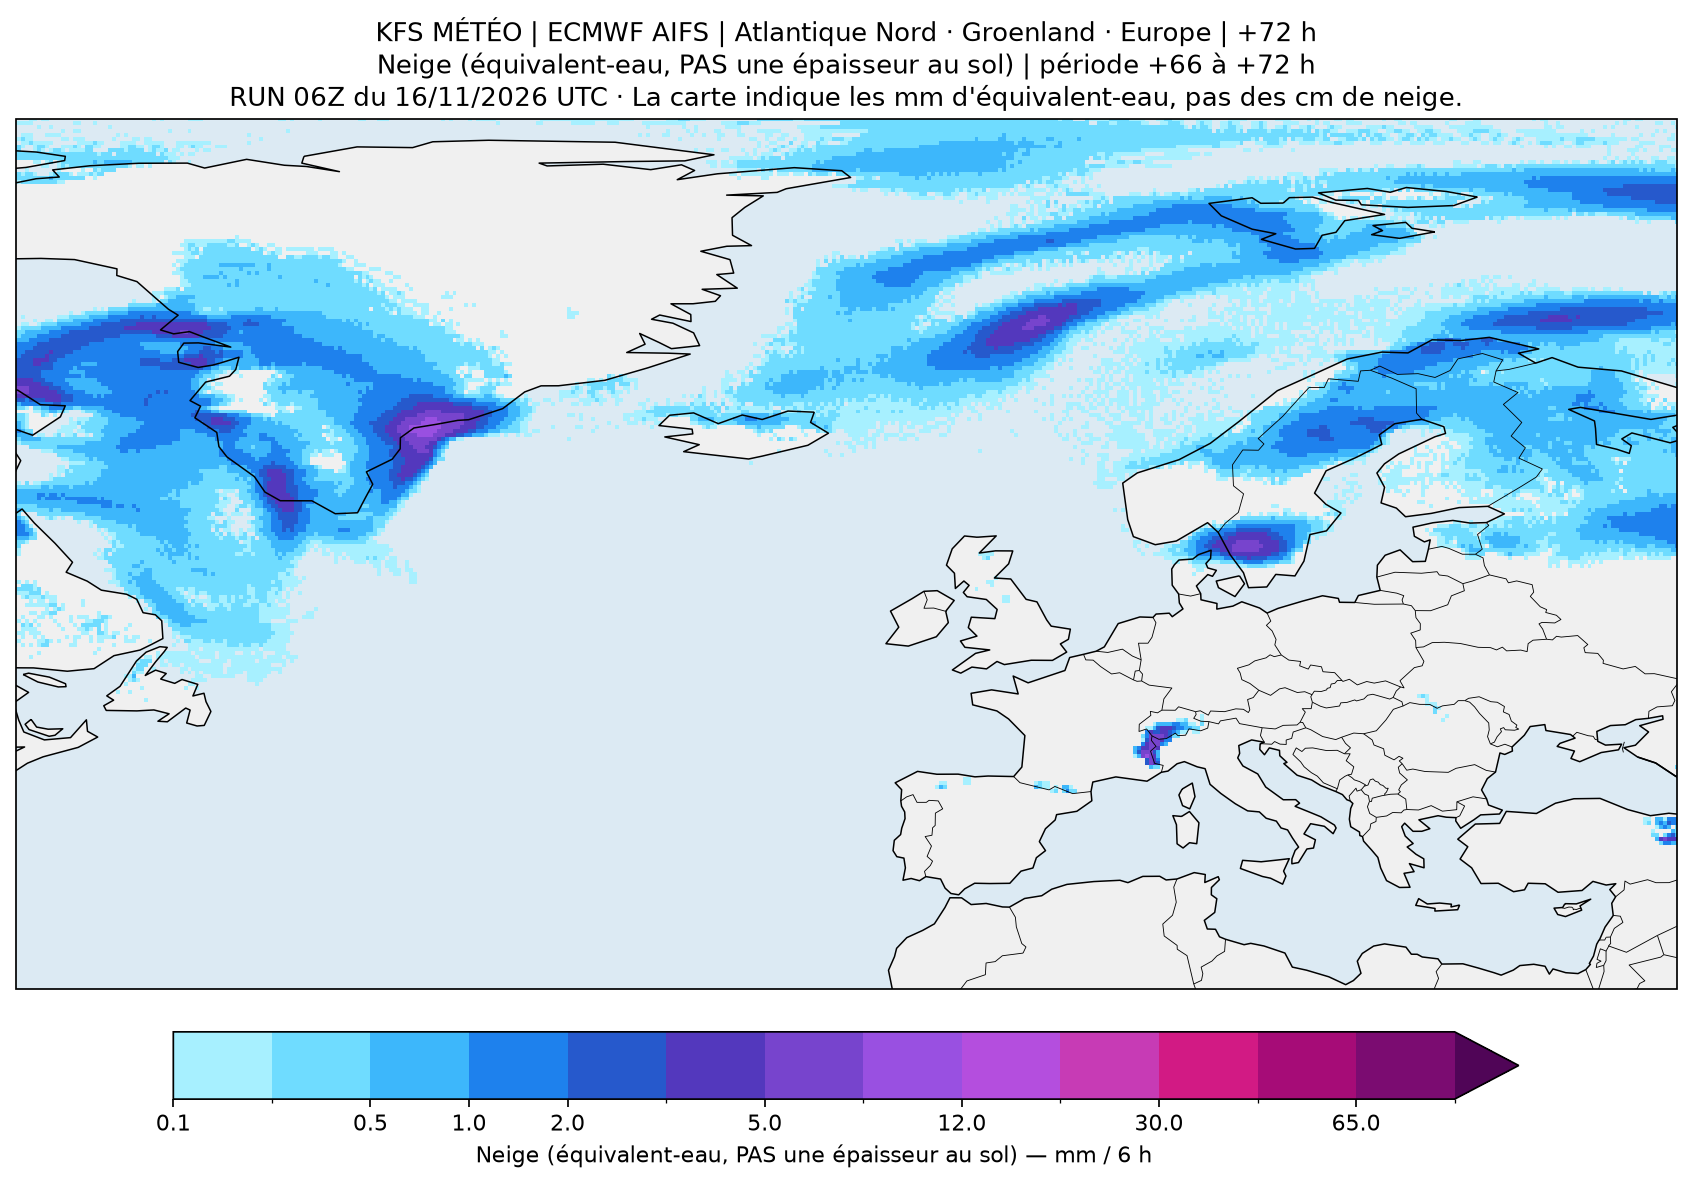 KFS MÉTÉO | ECMWF AIFS | Atlantique Nord · Groenland · Europe | +72 h
Neige (équivalent-eau, PAS une épaisseur au sol) | période +66 à +72 h
RUN 06Z du 16/11/2026 UTC · La carte indique les mm d'équivalent-eau, pas des cm de neige.
0.1 0.5 1.0 2.0 5.0 12.0 30.0 65.0
Neige (équivalent-eau, PAS une épaisseur au sol) — mm / 6 h